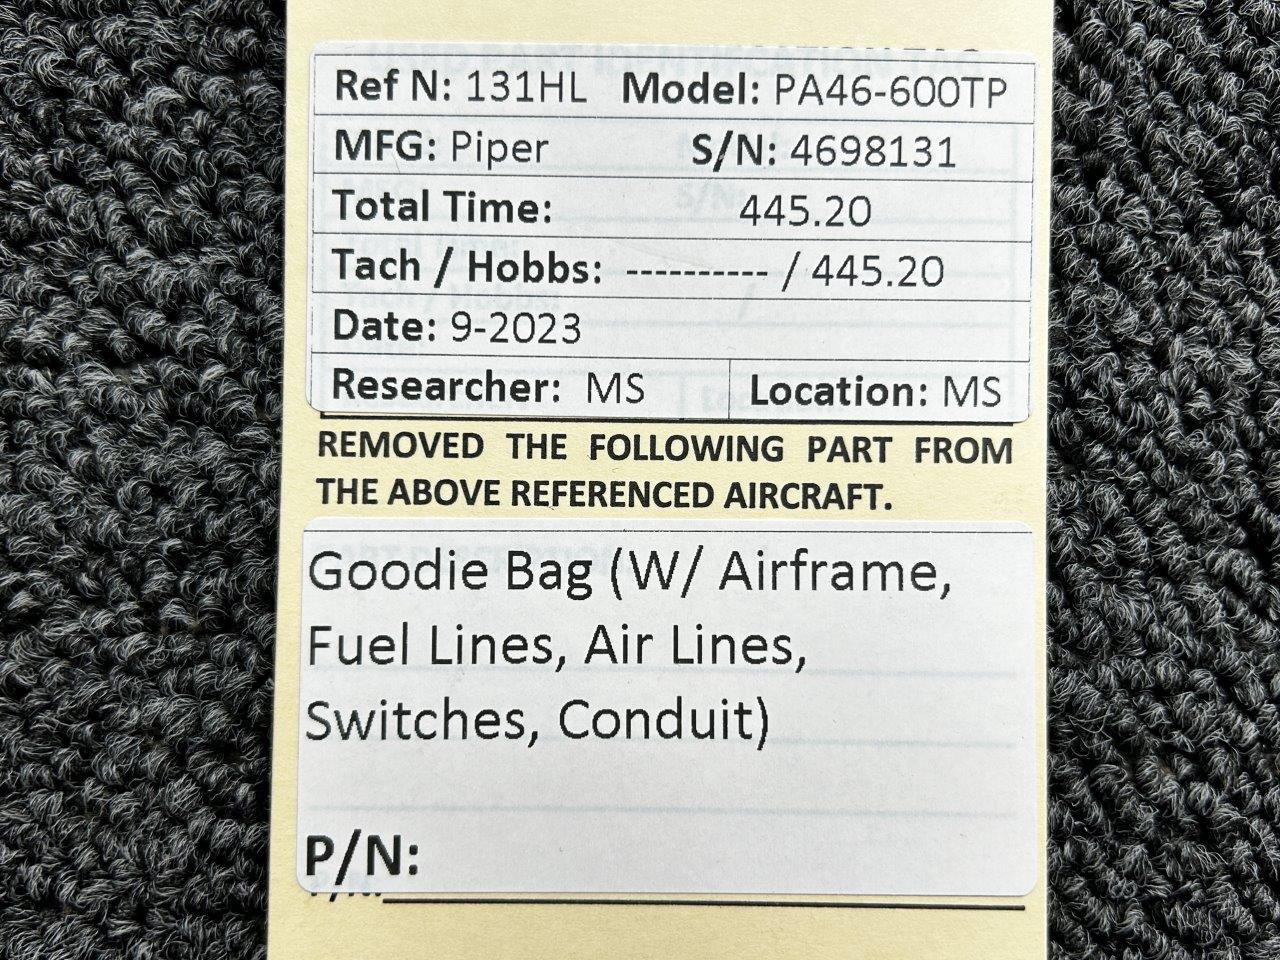 Ref N: 131HL Model: PA46-600TP
MFG: Piper S/N: 4698131
Total Time: 445.20
Tach / Hobbs: ---------- / 445.20
Date: 9-2023
Researcher: MS Location: MS
REMOVED THE FOLLOWING PART FROM
THE ABOVE REFERENCED AIRCRAFT.
Goodie Bag (W/ Airframe,
Fuel Lines, Air Lines,
Switches, Conduit)
P/N: